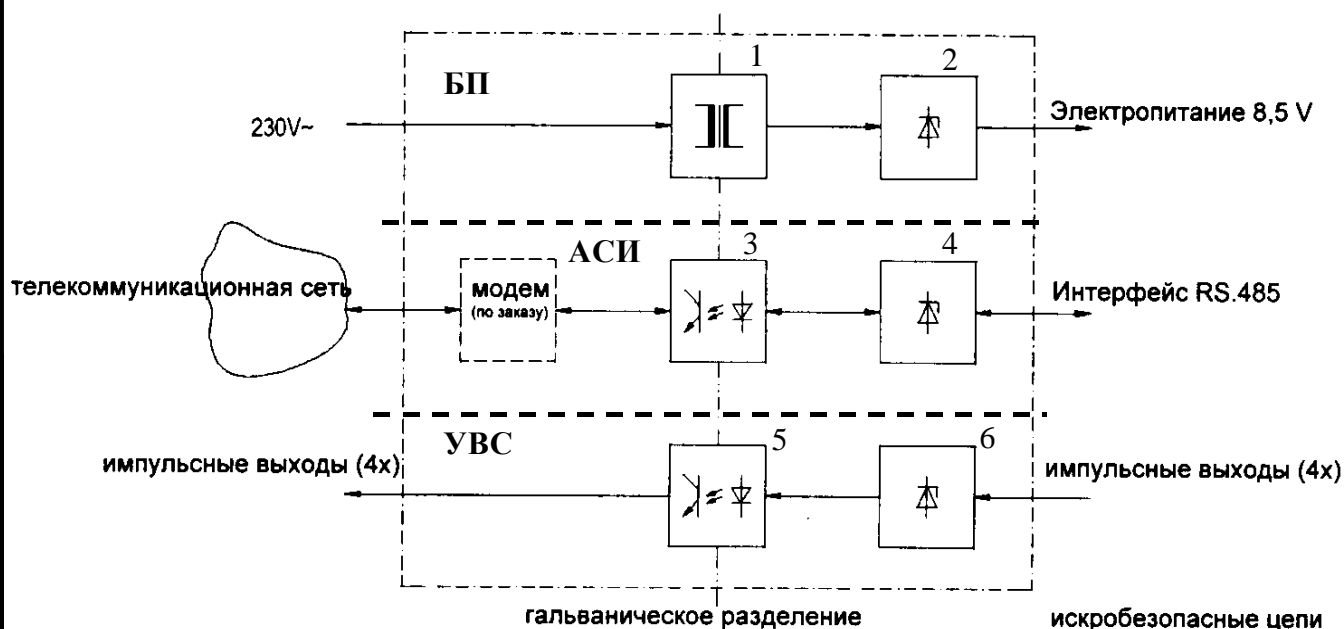 1
2
БП
230V~
Электропитание 8,5 V
АСИ
3
4
телекоммуникационная сеть
модем
(по заказу)
Интерфейс RS.485
УВС
5
6
импульсные выходы (4x)
импульсные выходы (4x)
гальваническое разделение
искробезопасные цепи